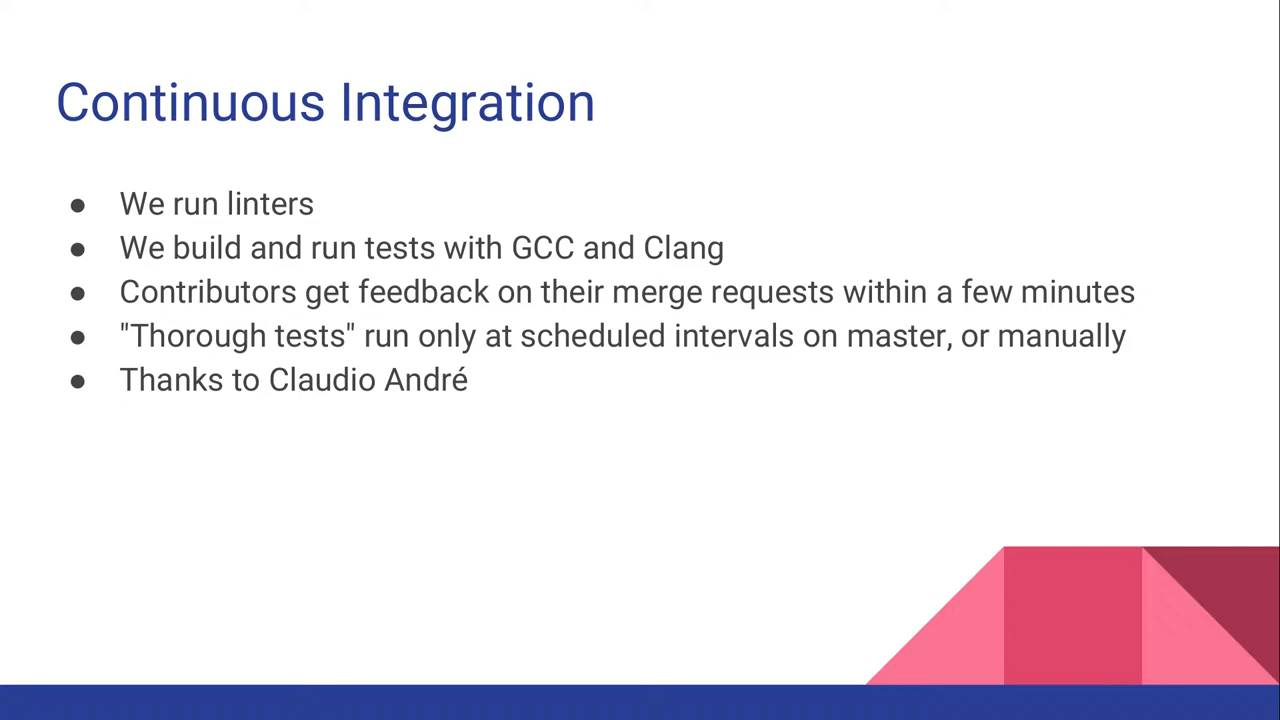 Continuous Integration
● We run linters
● We build and run tests with GCC and Clang
● Contributors get feedback on their merge requests within a few minutes
● "Thorough tests" run only at scheduled intervals on master, or manually
● Thanks to Claudio André